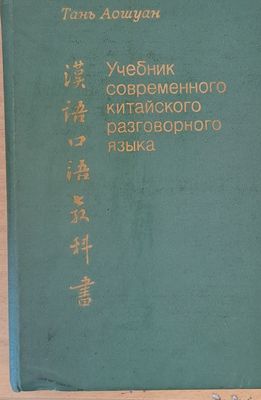 Тань Аошуан
Учебник
современного
китайского
разговорного
языка
漢語口語教科書